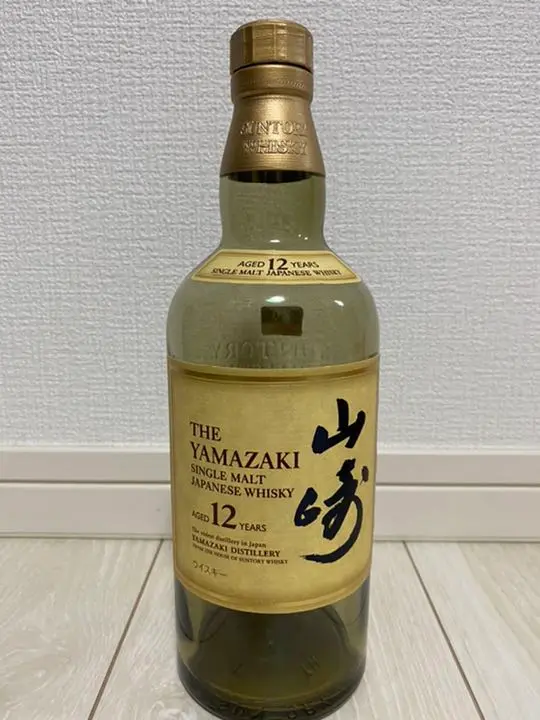 SUNTORY
WHISKY
AGED 12 YEARS
SINGLE MALT JAPANESE WHISKY
SUNTORY
THE
YAMAZAKI
SINGLE MALT
JAPANESE WHISKY
AGED 12 YEARS
The oldest distillery in Japan
YAMAZAKI DISTILLERY
FROM THE HOUSE OF SUNTORY WHISKY
ウイスキー
山崎